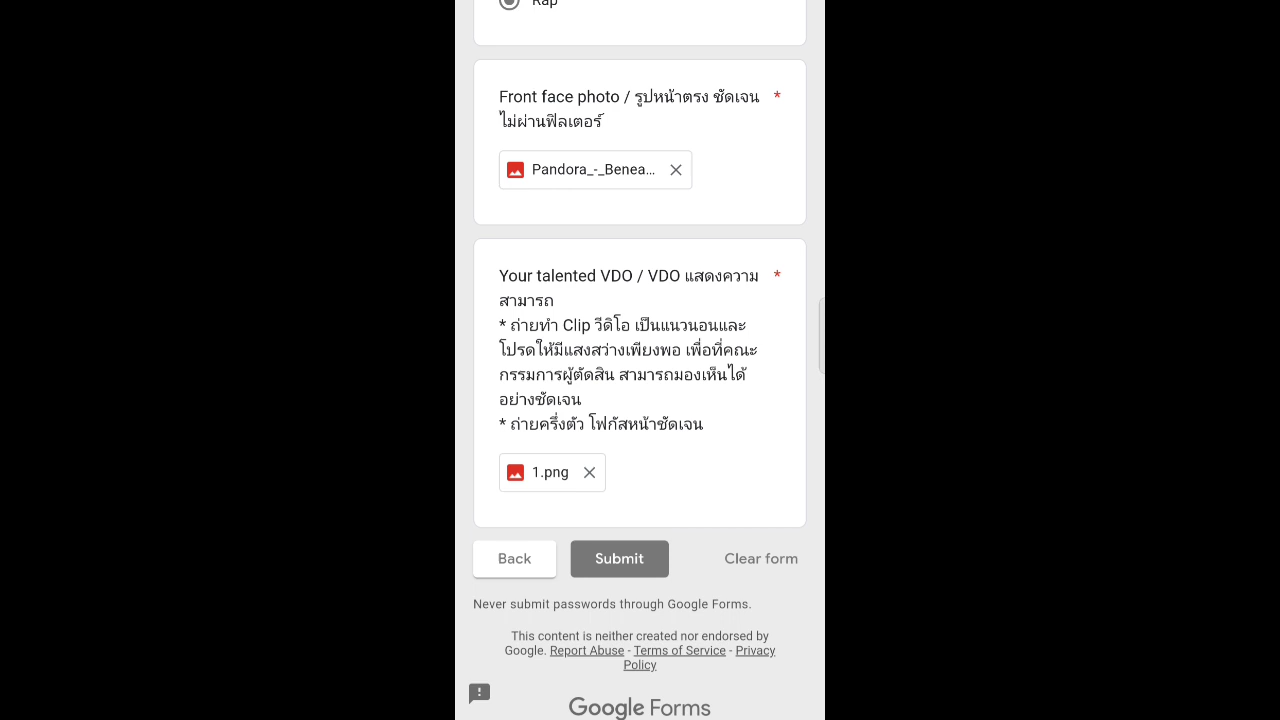 Rap
Front face photo / รูปหน้าตรง ชัดเจน *
ไม่ผ่านฟิลเตอร์
Pandora_-_Benea...
Your talented VDO / VDO แสดงความ *
สามารถ
* ถ่ายทำ Clip วีดิโอ เป็นแนวนอนและ
โปรดให้มีแสงสว่างเพียงพอ เพื่อที่คณะ
กรรมการผู้ตัดสิน สามารถมองเห็นได้
อย่างชัดเจน
* ถ่ายครึ่งตัว โฟกัสหน้าชัดเจน
1.png
Back Submit Clear form
Never submit passwords through Google Forms.
This content is neither created nor endorsed by
Google. Report Abuse - Terms of Service - Privacy
Policy
Google Forms